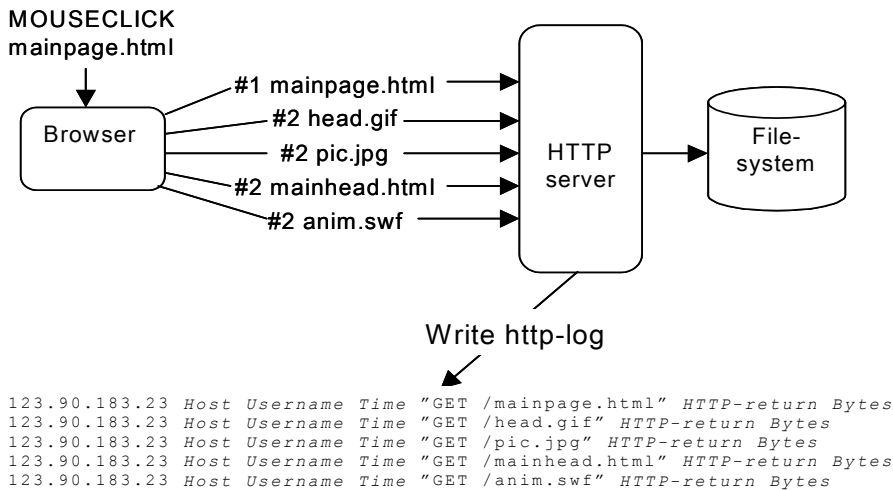 MOUSECLICK
mainpage.html
Browser
#1 mainpage.html
#2 head.gif
#2 pic.jpg
#2 mainhead.html
#2 anim.swf
HTTP
server
File-
system
Write http-log
123.90.183.23 Host Username Time ”GET /mainpage.html” HTTP-return Bytes
123.90.183.23 Host Username Time ”GET /head.gif” HTTP-return Bytes
123.90.183.23 Host Username Time ”GET /pic.jpg” HTTP-return Bytes
123.90.183.23 Host Username Time ”GET /mainhead.html” HTTP-return Bytes
123.90.183.23 Host Username Time ”GET /anim.swf” HTTP-return Bytes